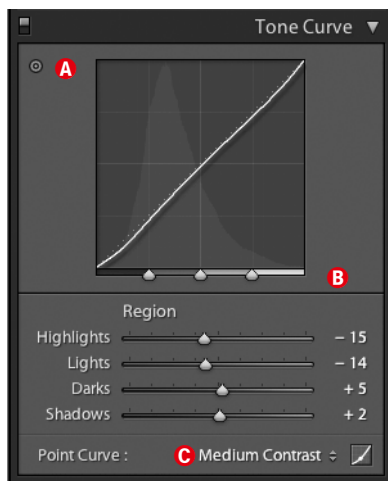 Tone Curve
A
B
Region
Highlights – 15
Lights – 14
Darks + 5
Shadows + 2
Point Curve : C Medium Contrast